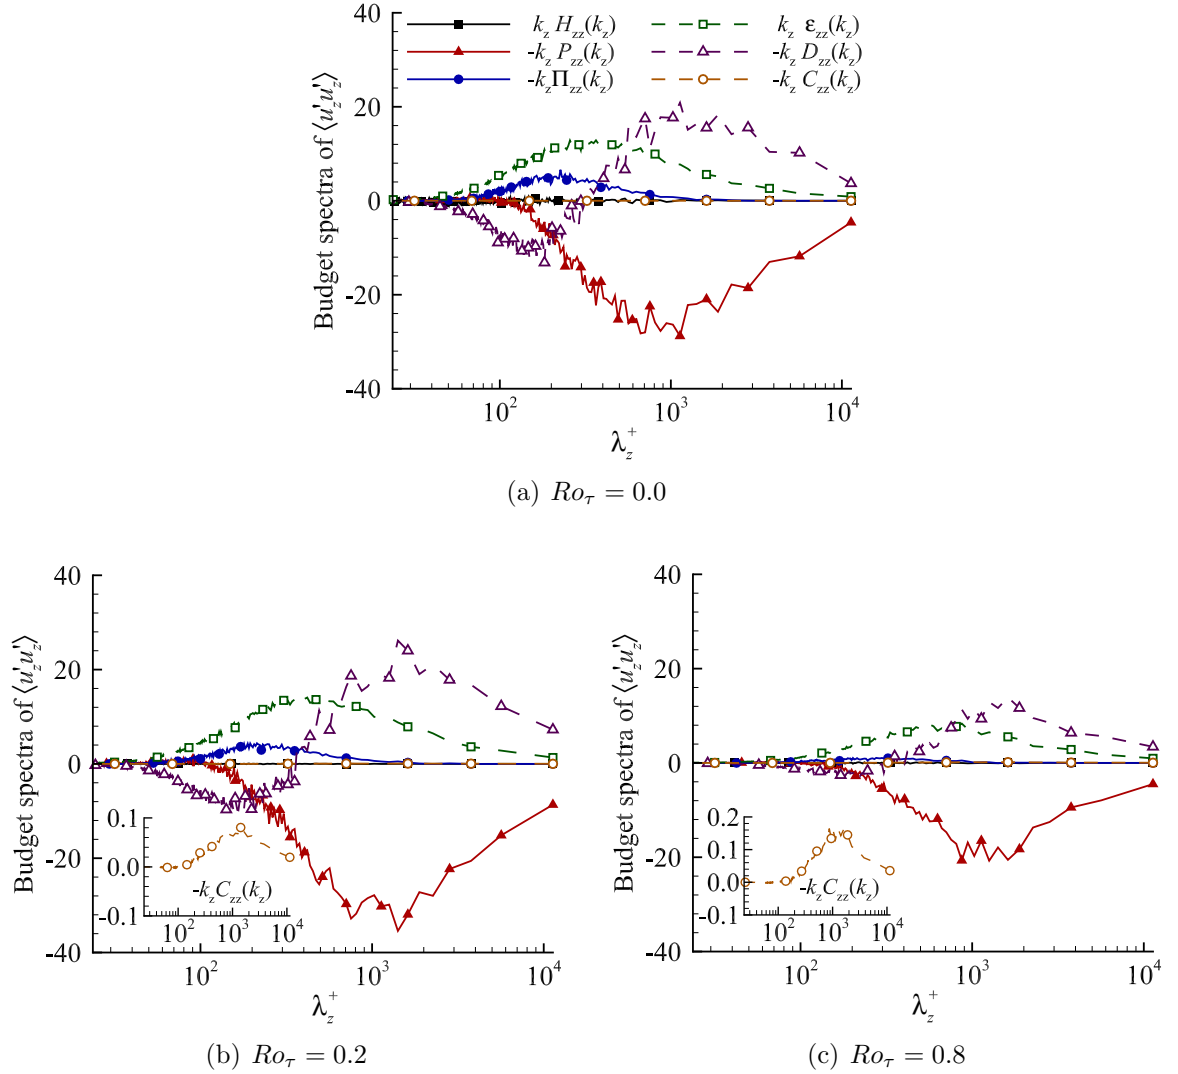 k_z H_zz(k_z) k_z ε_zz(k_z)
-k_z P_zz(k_z) -k_z D_zz(k_z)
-k_z Π_zz(k_z) -k_z C_zz(k_z)
Budget spectra of ⟨u'_z u'_z⟩
40
20
0
-20
-40
10^2 10^3 10^4
λ_z^+
(a) Ro_τ = 0.0
Budget spectra of ⟨u'_z u'_z⟩
40
20
0
-20
-40
0.1
0.0
-0.1
-k_z C_zz(k_z)
10^2 10^3 10^4
10^2 10^3 10^4
λ_z^+
(b) Ro_τ = 0.2
Budget spectra of ⟨u'_z u'_z⟩
40
20
0
-20
-40
0.2
0.1
0.0
-0.1
-k_z C_zz(k_z)
10^2 10^3 10^4
10^2 10^3 10^4
λ_z^+
(c) Ro_τ = 0.8